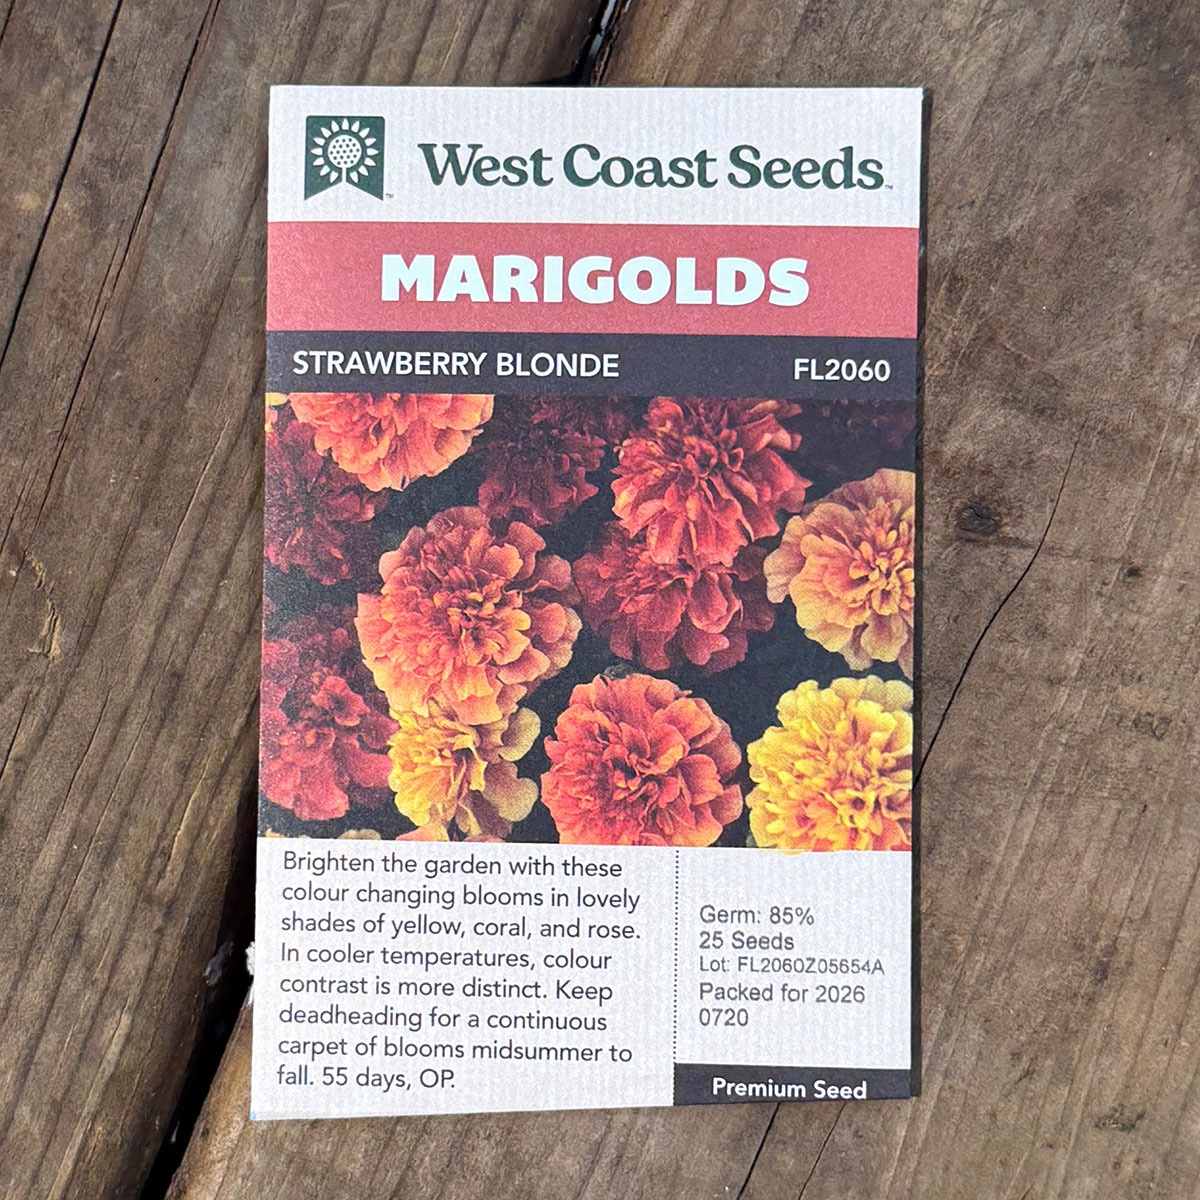 West Coast Seeds™
MARIGOLDS
STRAWBERRY BLONDE
FL2060
Brighten the garden with these
colour changing blooms in lovely
shades of yellow, coral, and rose.
In cooler temperatures, colour
contrast is more distinct. Keep
deadheading for a continuous
carpet of blooms midsummer to
fall. 55 days, OP.
Germ: 85%
25 Seeds
Lot: FL2060Z05654A
Packed for 2026
0720
Premium Seed